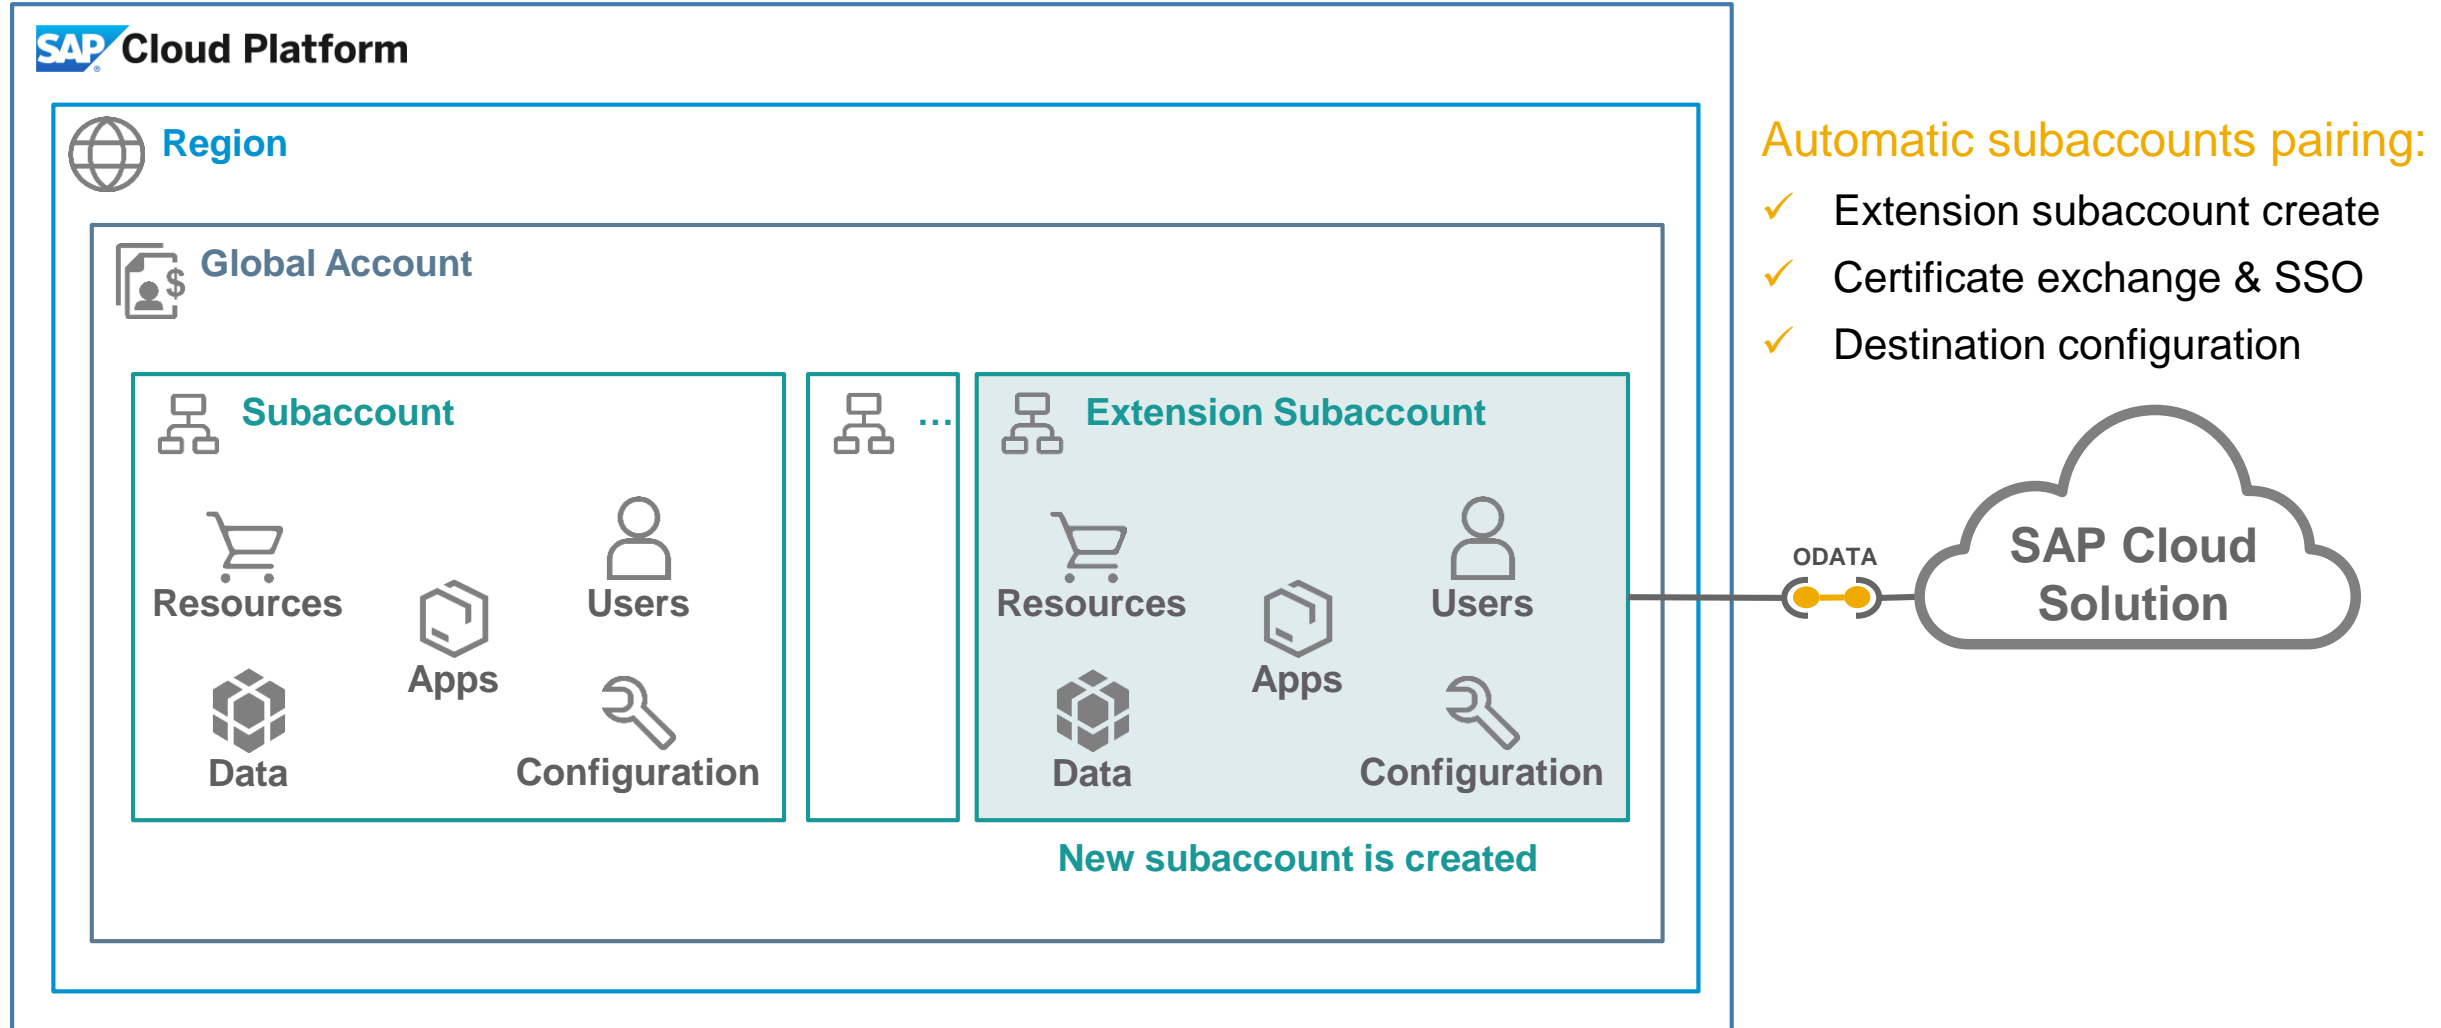 SAP Cloud Platform
Region
Global Account
Subaccount
Resources
Users
Apps
Data
Configuration
...
Extension Subaccount
Resources
Users
Apps
Data
Configuration
New subaccount is created
Automatic subaccounts pairing:
✓ Extension subaccount create
✓ Certificate exchange & SSO
✓ Destination configuration
ODATA
SAP Cloud
Solution